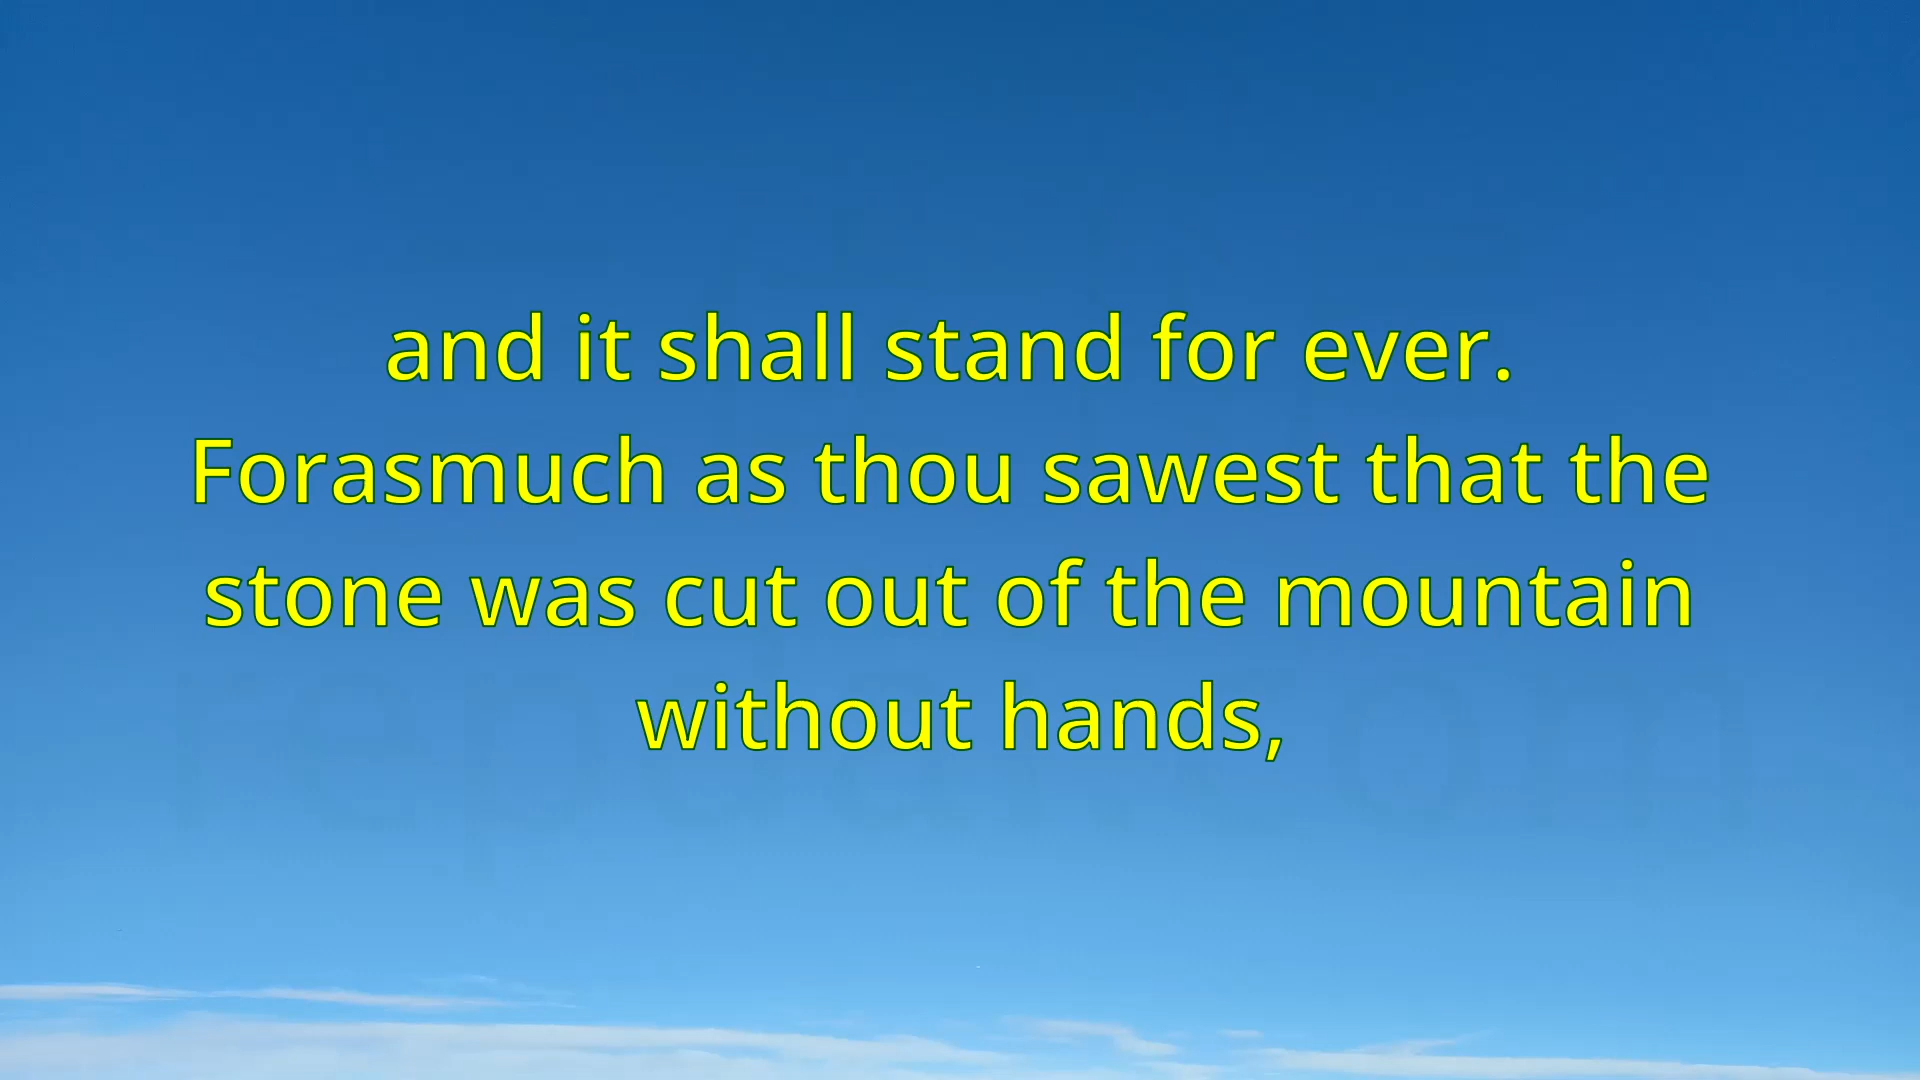 and it shall stand for ever.
Forasmuch as thou sawest that the
stone was cut out of the mountain
without hands,